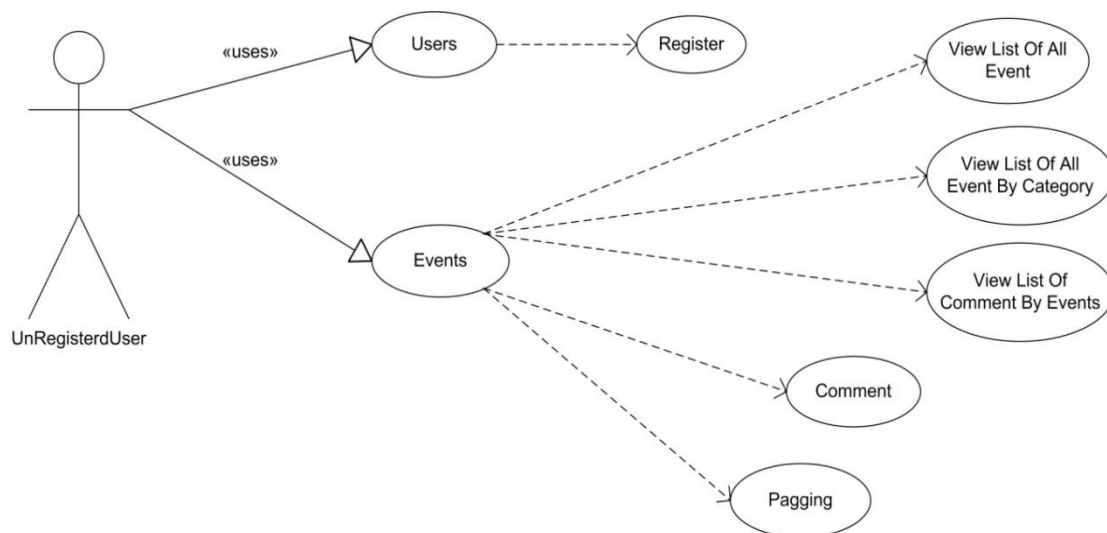 «uses»
Users
Register
View List Of All
Event
«uses»
View List Of All
Event By Category
Events
View List Of
Comment By Events
UnRegisterdUser
Comment
Pagging